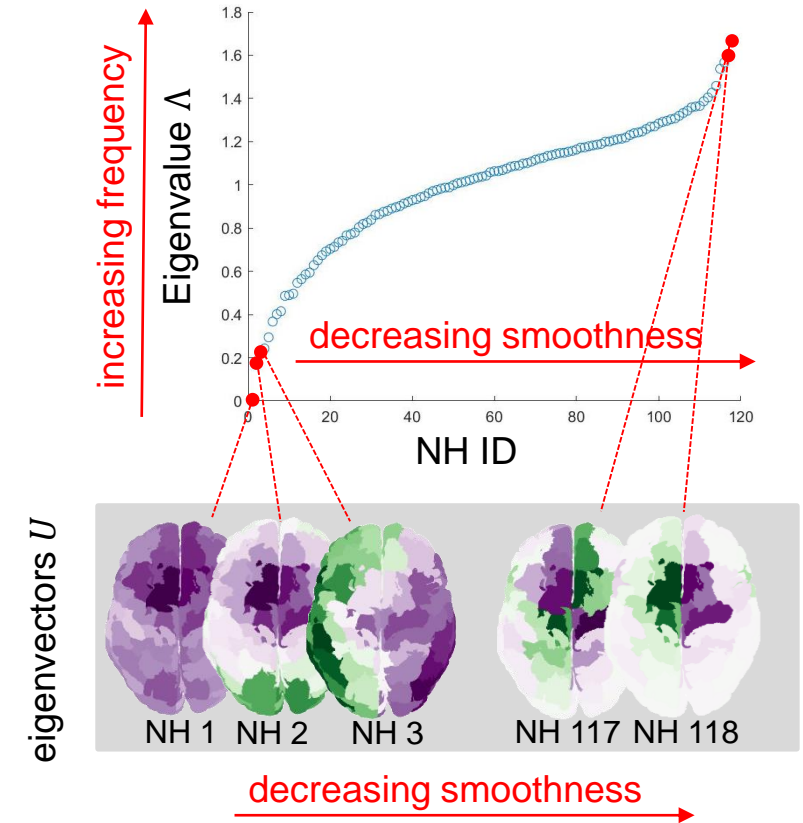 increasing frequency
Eigenvalue Λ
1.8
1.6
1.4
1.2
1
0.8
0.6
0.4
0.2
0
decreasing smoothness
0 20 40 60 80 100 120
NH ID
eigenvectors U
NH 1 NH 2 NH 3 NH 117 NH 118
decreasing smoothness